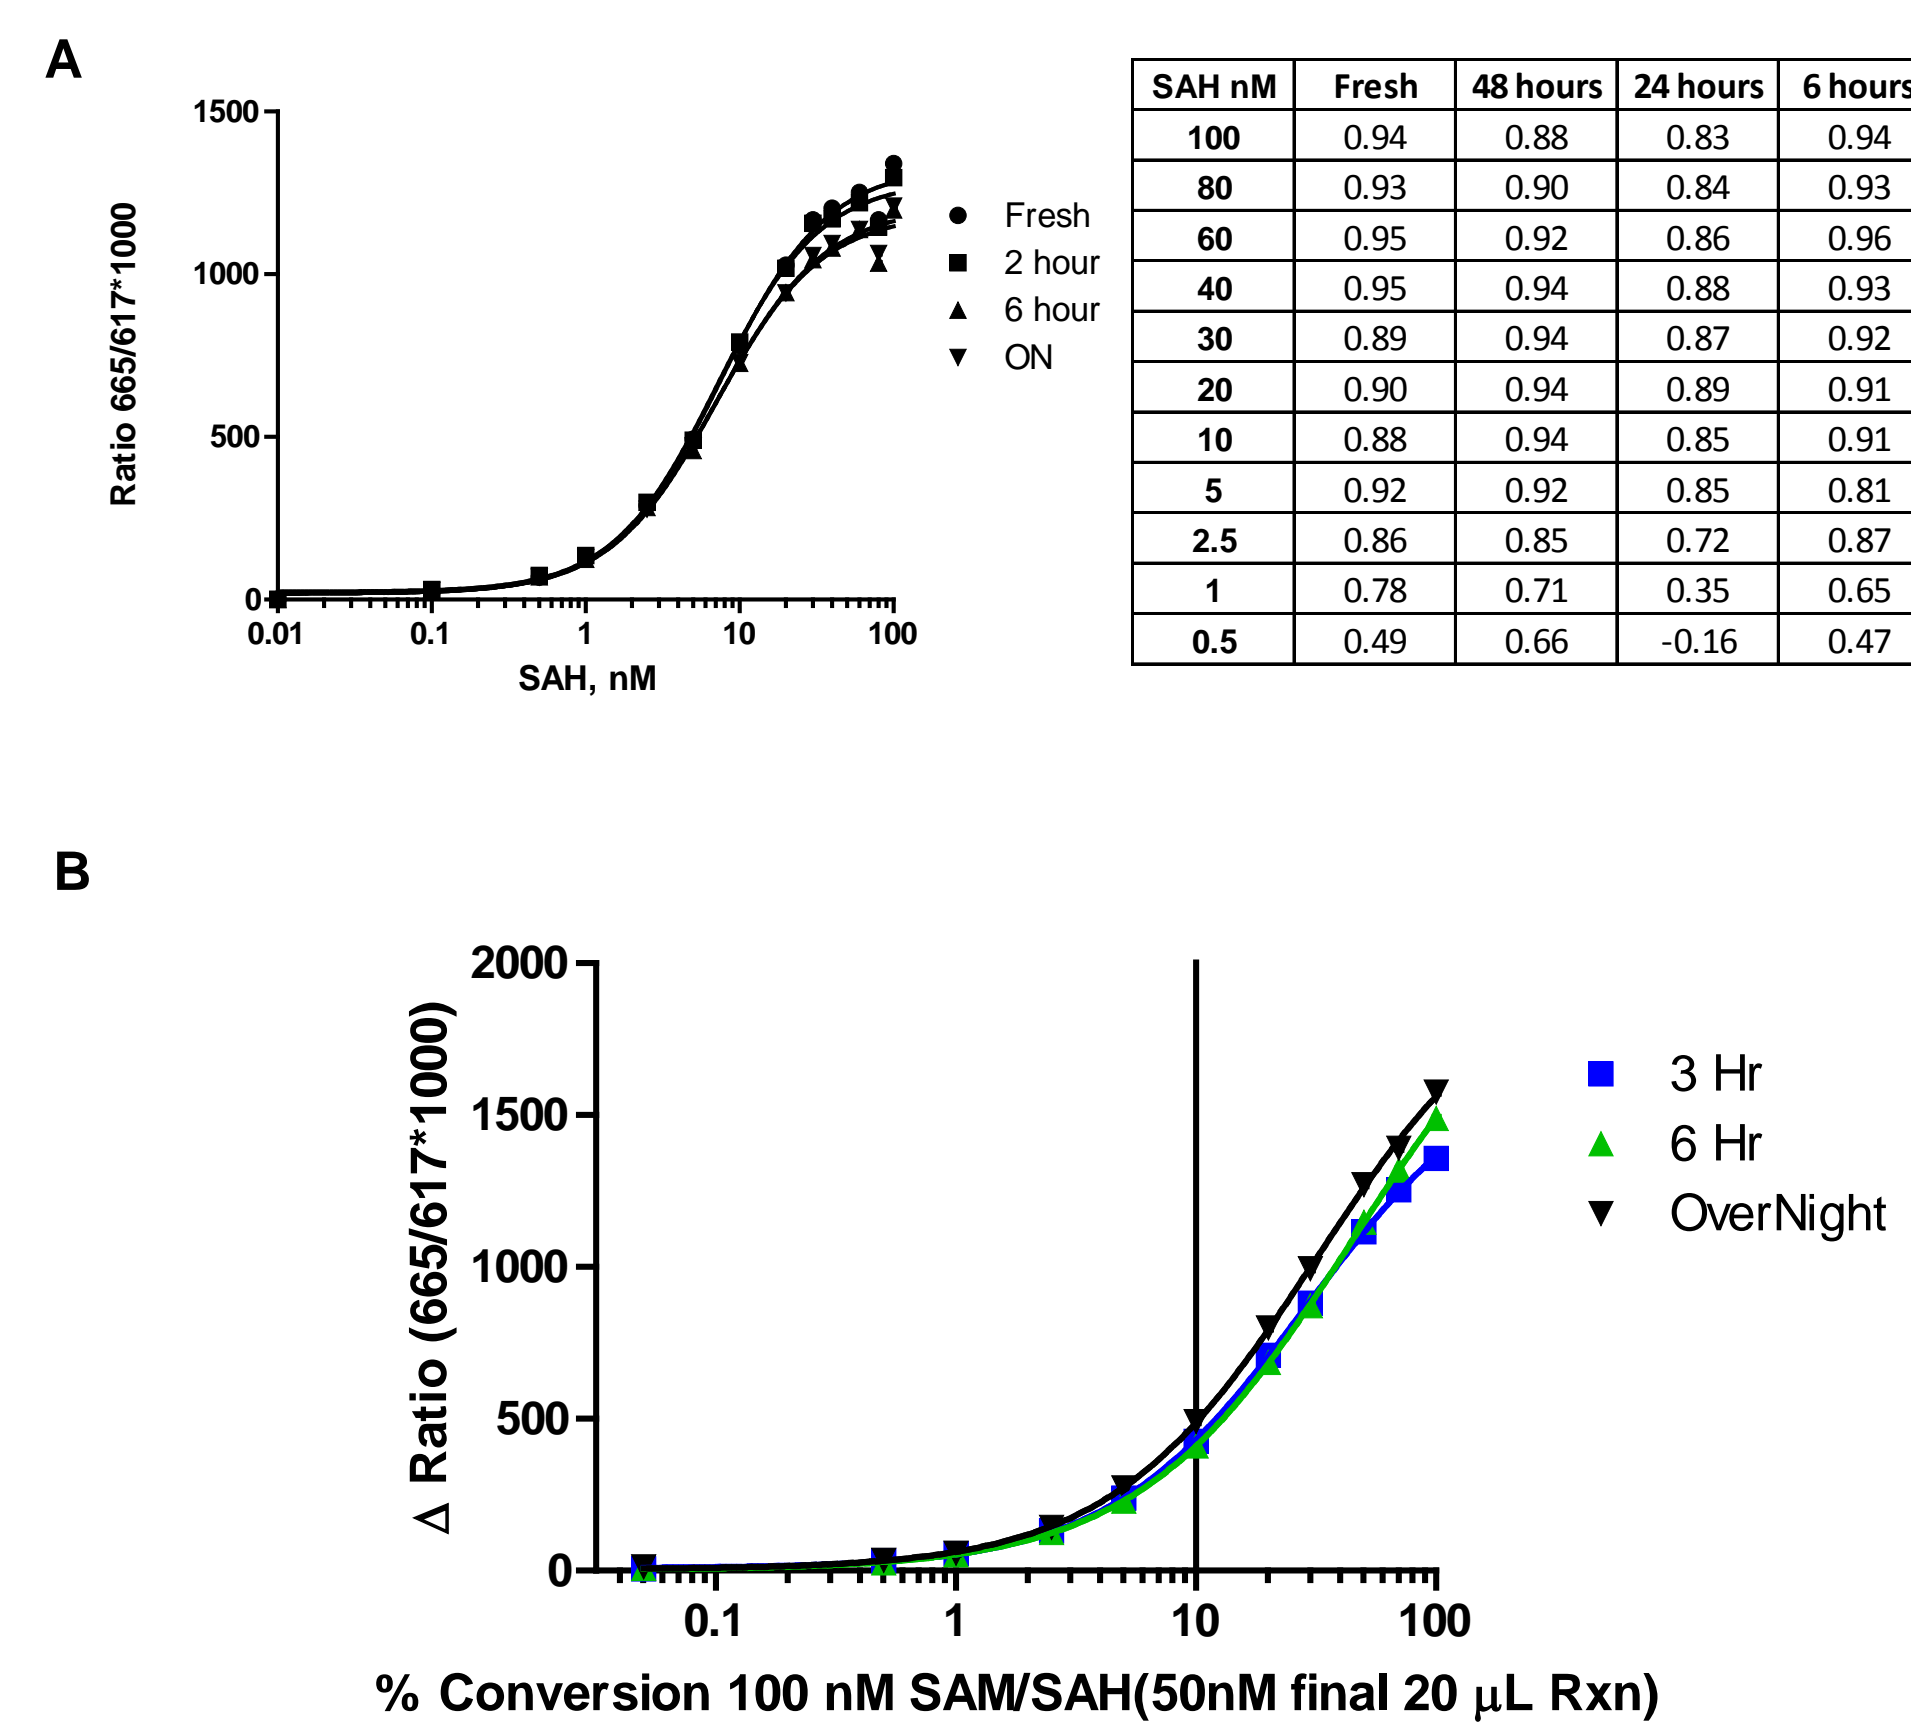 A
1500
1000
500
0
0.01 0.1 1 10 100
SAH, nM
Ratio 665/617*1000
Fresh
2 hour
6 hour
ON
SAH nM Fresh 48 hours 24 hours 6 hours
100 0.94 0.88 0.83 0.94
80 0.93 0.90 0.84 0.93
60 0.95 0.92 0.86 0.96
40 0.95 0.94 0.88 0.93
30 0.89 0.94 0.87 0.92
20 0.90 0.94 0.89 0.91
10 0.88 0.94 0.85 0.91
5 0.92 0.92 0.85 0.81
2.5 0.86 0.85 0.72 0.87
1 0.78 0.71 0.35 0.65
0.5 0.49 0.66 -0.16 0.47
B
2000
1500
1000
500
0
0.1 1 10 100
% Conversion 100 nM SAM/SAH(50nM final 20 μL Rxn)
Δ Ratio (665/617*1000)
3 Hr
6 Hr
OverNight